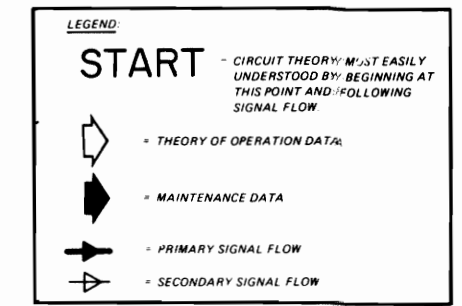 LEGEND:
START = CIRCUIT THEORY MOST EASILY
UNDERSTOOD BY BEGINNING AT
THIS POINT AND FOLLOWING
SIGNAL FLOW.
= THEORY OF OPERATION DATA
= MAINTENANCE DATA
= PRIMARY SIGNAL FLOW
= SECONDARY SIGNAL FLOW